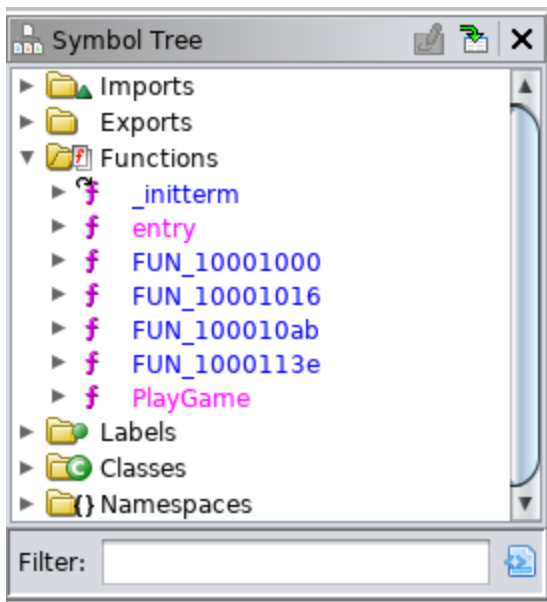 Symbol Tree
Imports
Exports
Functions
_initterm
entry
FUN_10001000
FUN_10001016
FUN_100010ab
FUN_1000113e
PlayGame
Labels
Classes
Namespaces
Filter: